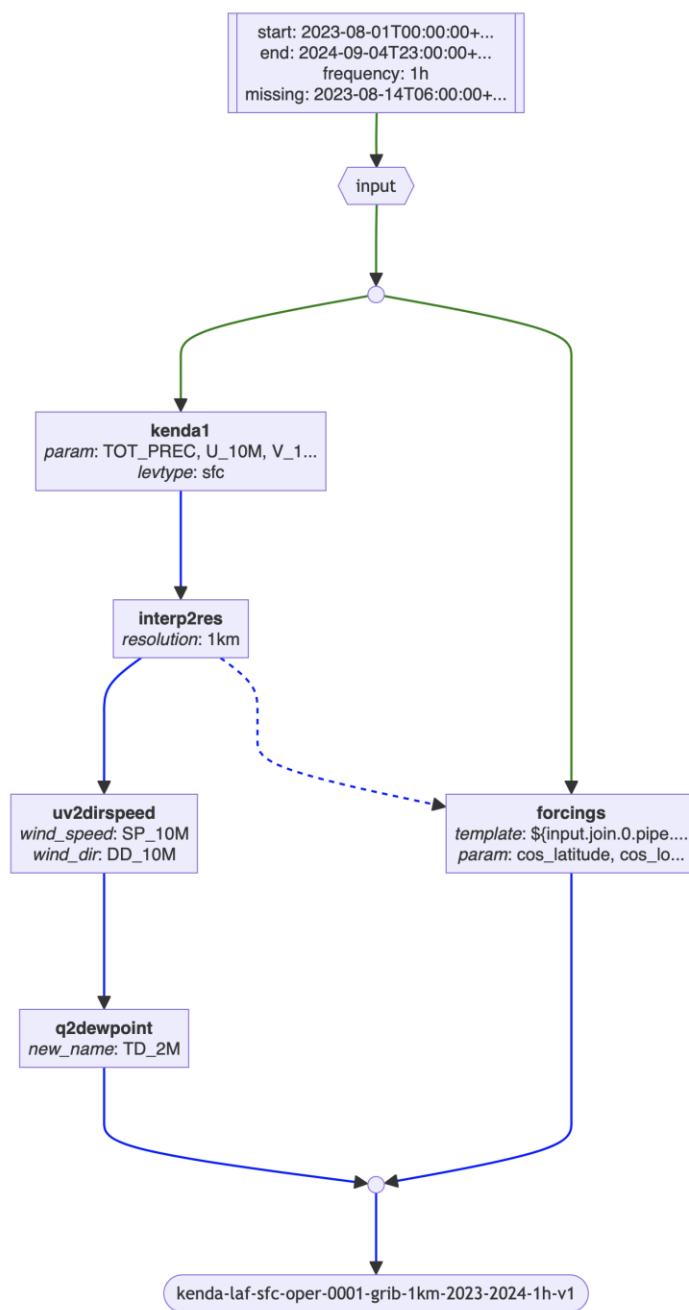 start: 2023-08-01T00:00:00+...
end: 2024-09-04T23:00:00+...
frequency: 1h
missing: 2023-08-14T06:00:00+...
input
kenda1
param: TOT_PREC, U_10M, V_1...
levtype: sfc
interp2res
resolution: 1km
uv2dirspeed
wind_speed: SP_10M
wind_dir: DD_10M
forcings
template: ${input.join.0.pipe....
param: cos_latitude, cos_lo...
q2dewpoint
new_name: TD_2M
kenda-laf-sfc-oper-0001-grib-1km-2023-2024-1h-v1